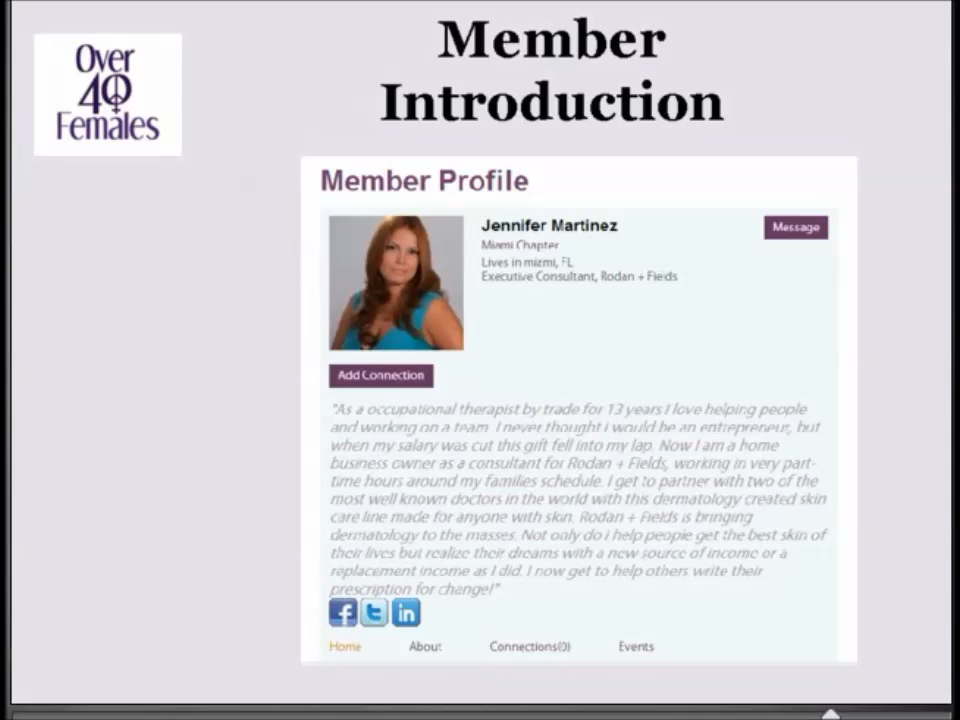 Over
40
Females
Member
Introduction
Member Profile
Jennifer Martinez
Message
Miami Chapter
Lives in miami, FL
Executive Consultant, Rodan + Fields
Add Connection
"As a occupational therapist by trade for 13 years I love helping people
and working on a team. I never thought i would be an entrepreneur, but
when my salary was cut this gift fell into my lap. Now I am a home
business owner as a consultant for Rodan + Fields, working in very part-
time hours around my families schedule. I get to partner with two of the
most well known doctors in the world with this dermatology created skin
care line made for anyone with skin. Rodan + Fields is bringing
dermatology to the masses. Not only do i help people get the best skin of
their lives but realize their dreams with a new source of income or a
replacement income as I did. I now get to help others write their
prescription for change!"
f t in
Home About Connections(0) Events